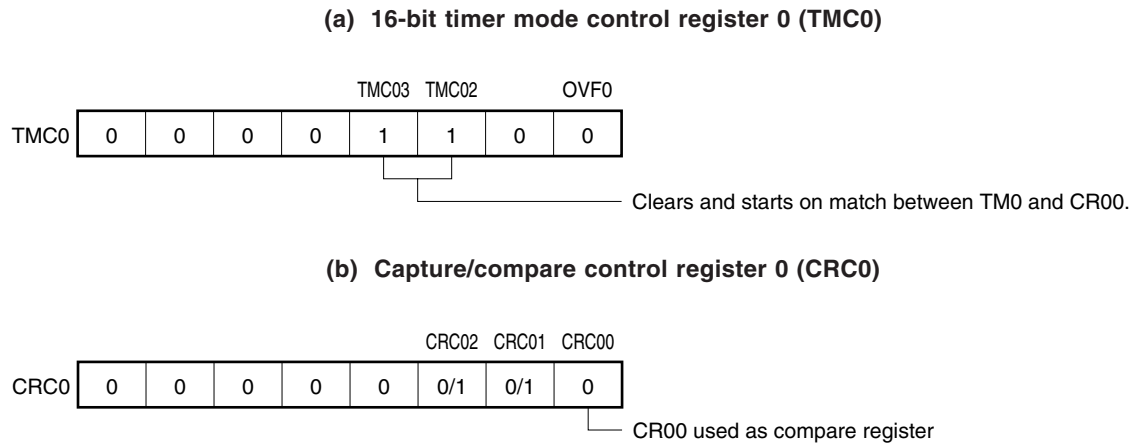 (a) 16-bit timer mode control register 0 (TMC0)
TMC03 TMC02 OVF0
TMC0 0 0 0 0 1 1 0 0
Clears and starts on match between TM0 and CR00.
(b) Capture/compare control register 0 (CRC0)
CRC02 CRC01 CRC00
CRC0 0 0 0 0 0 0/1 0/1 0
CR00 used as compare register